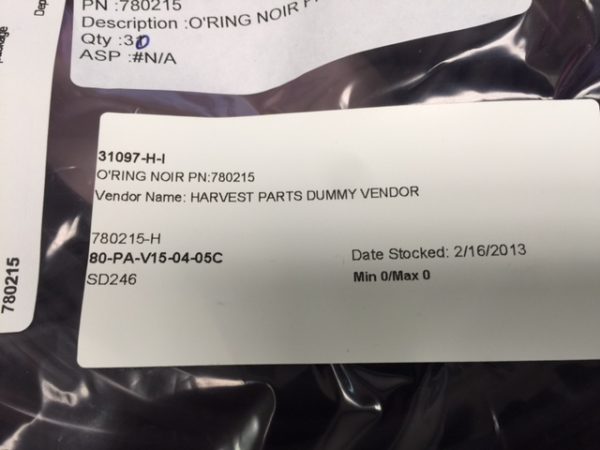 PN :780215
Description :O'RING NOIR
Qty :30
ASP :#N/A
31097-H-I
O'RING NOIR PN:780215
Vendor Name: HARVEST PARTS DUMMY VENDOR
780215-H
80-PA-V15-04-05C
SD246
Date Stocked: 2/16/2013
Min 0/Max 0
780215